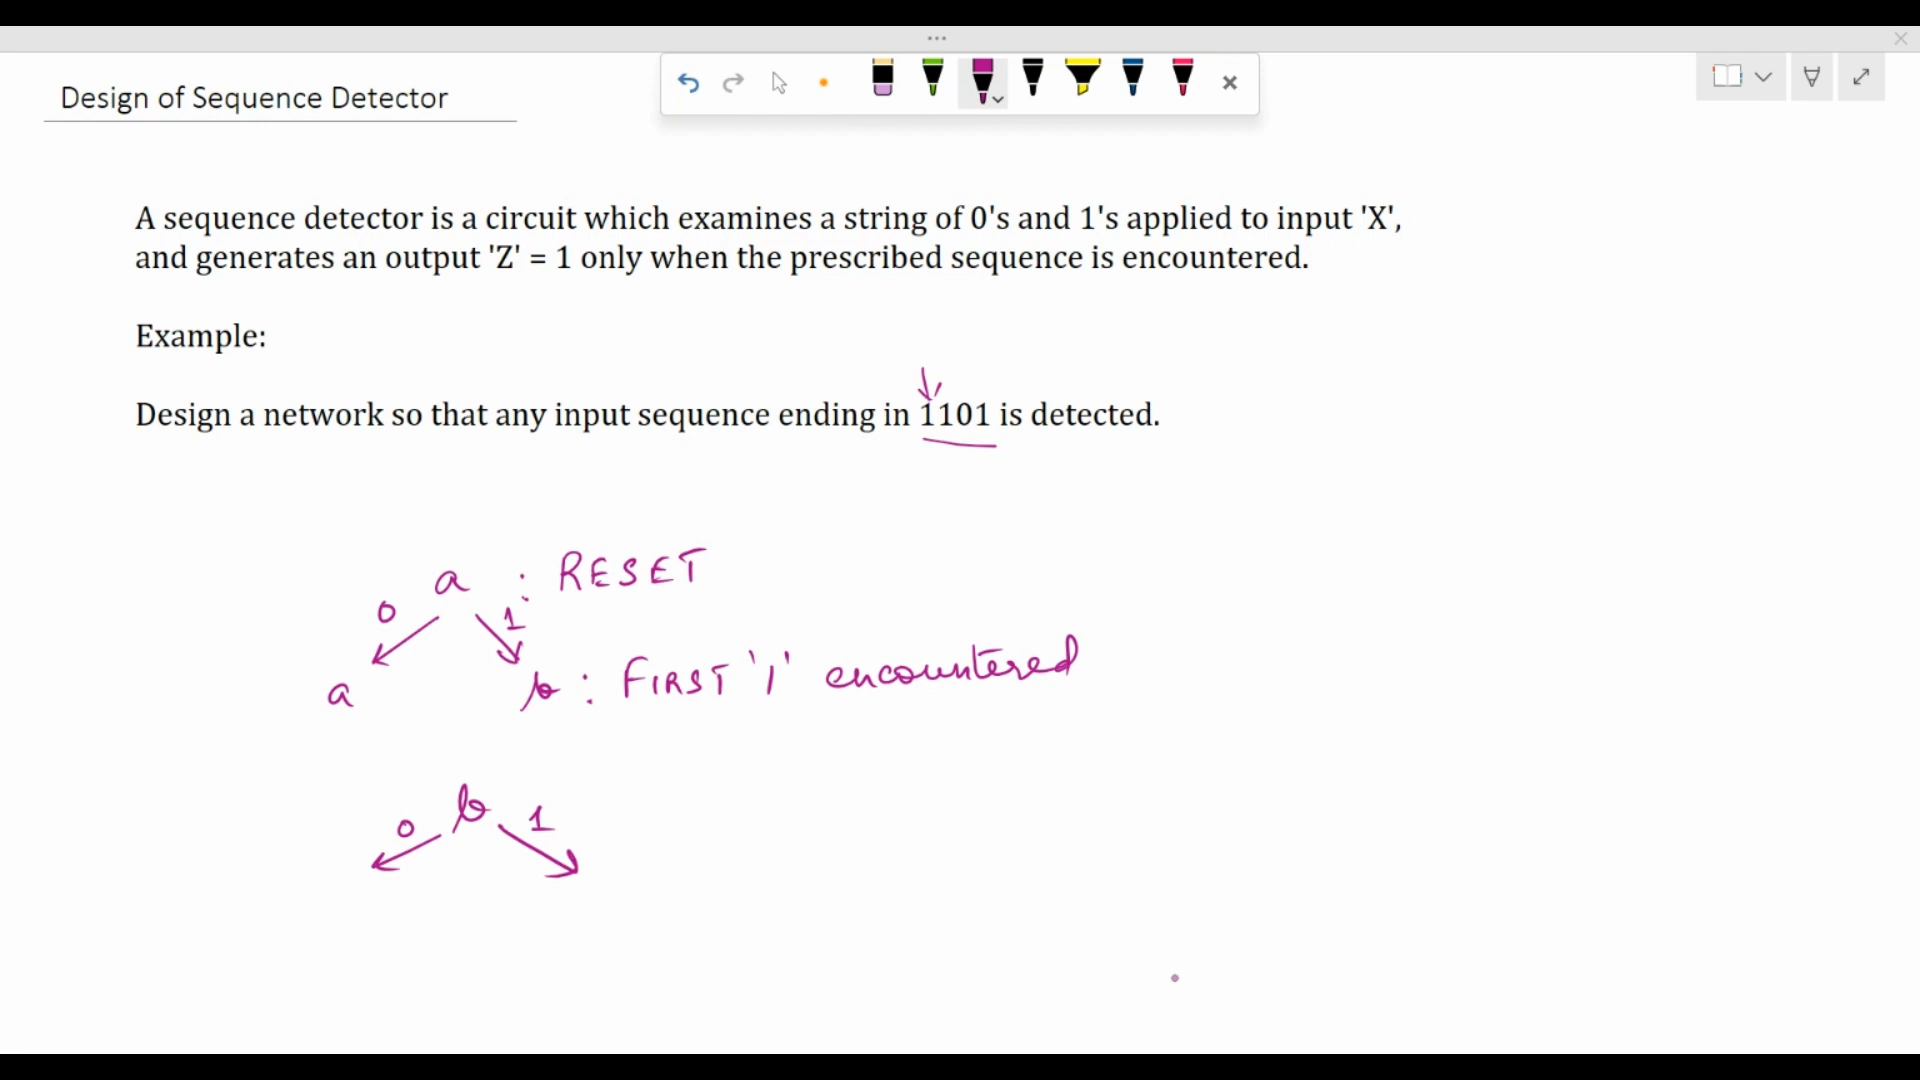 Design of Sequence Detector
A sequence detector is a circuit which examines a string of 0's and 1's applied to input 'X',
and generates an output 'Z' = 1 only when the prescribed sequence is encountered.
Example:
Design a network so that any input sequence ending in 1101 is detected.
a : RESET
0 1
a b : FIRST '1' encountered
b
0 1